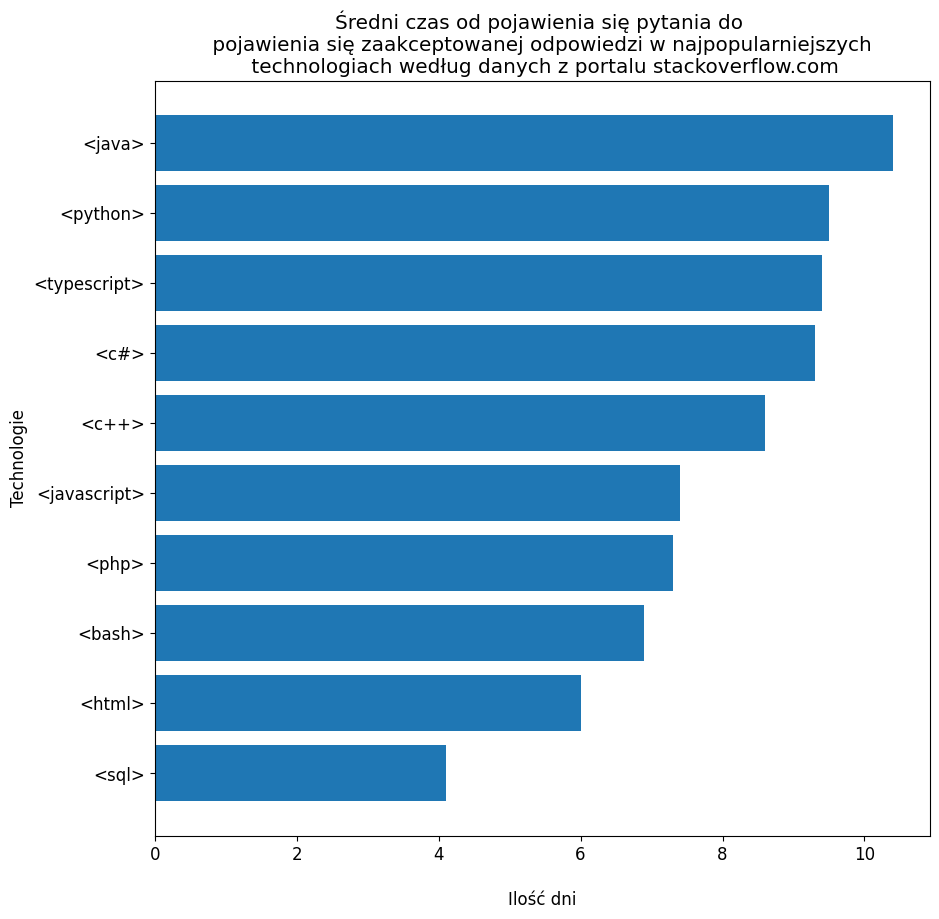 Średni czas od pojawienia się pytania do
pojawienia się zaakceptowanej odpowiedzi w najpopularniejszych
technologiach według danych z portalu stackoverflow.com
<java>
<python>
<typescript>
<c#>
<c++>
<javascript>
<php>
<bash>
<html>
<sql>
Technologie
0 2 4 6 8 10
Ilość dni